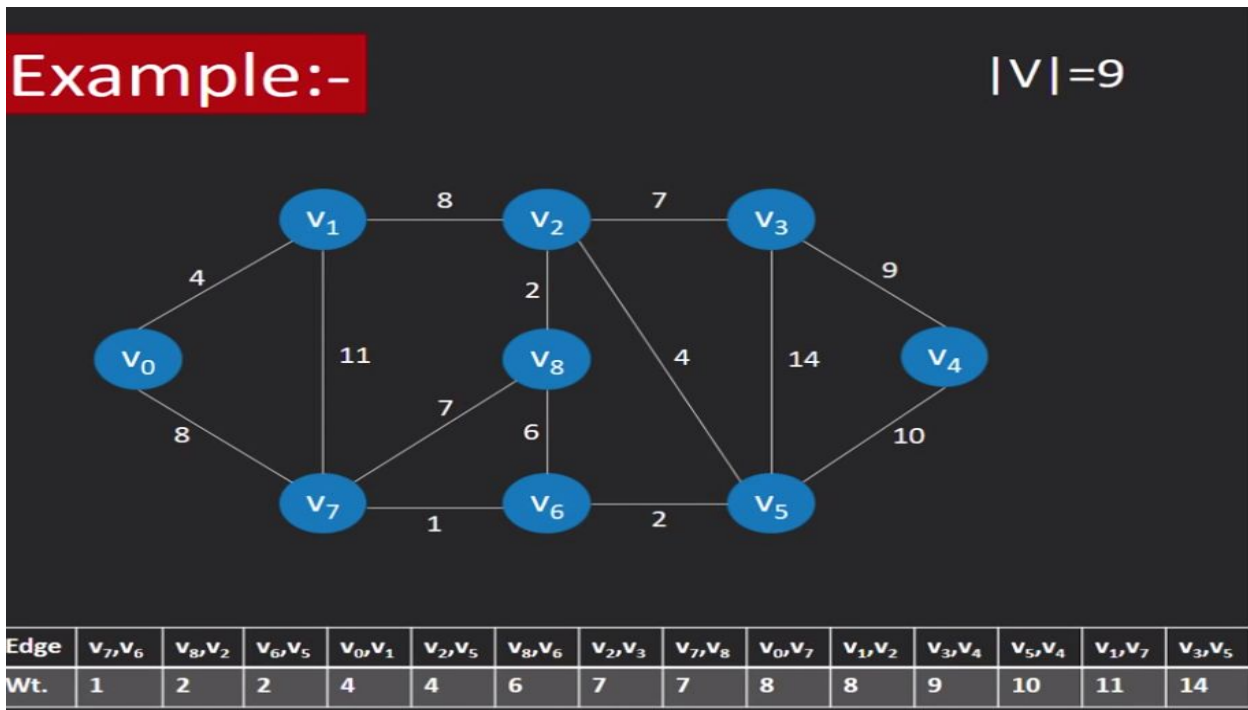 Example:-
|V|=9
8
7
v₁
v₂
v₃
4
2
9
v₀
11
v₈
4
14
v₄
7
8
6
10
v₇
v₆
v₅
1
2
Edge v₇,v₆ v₈,v₂ v₆,v₅ v₀,v₁ v₂,v₅ v₈,v₆ v₂,v₃ v₇,v₈ v₀,v₇ v₁,v₂ v₃,v₄ v₅,v₄ v₁,v₇ v₃,v₅
Wt. 1 2 2 4 4 6 7 7 8 8 9 10 11 14